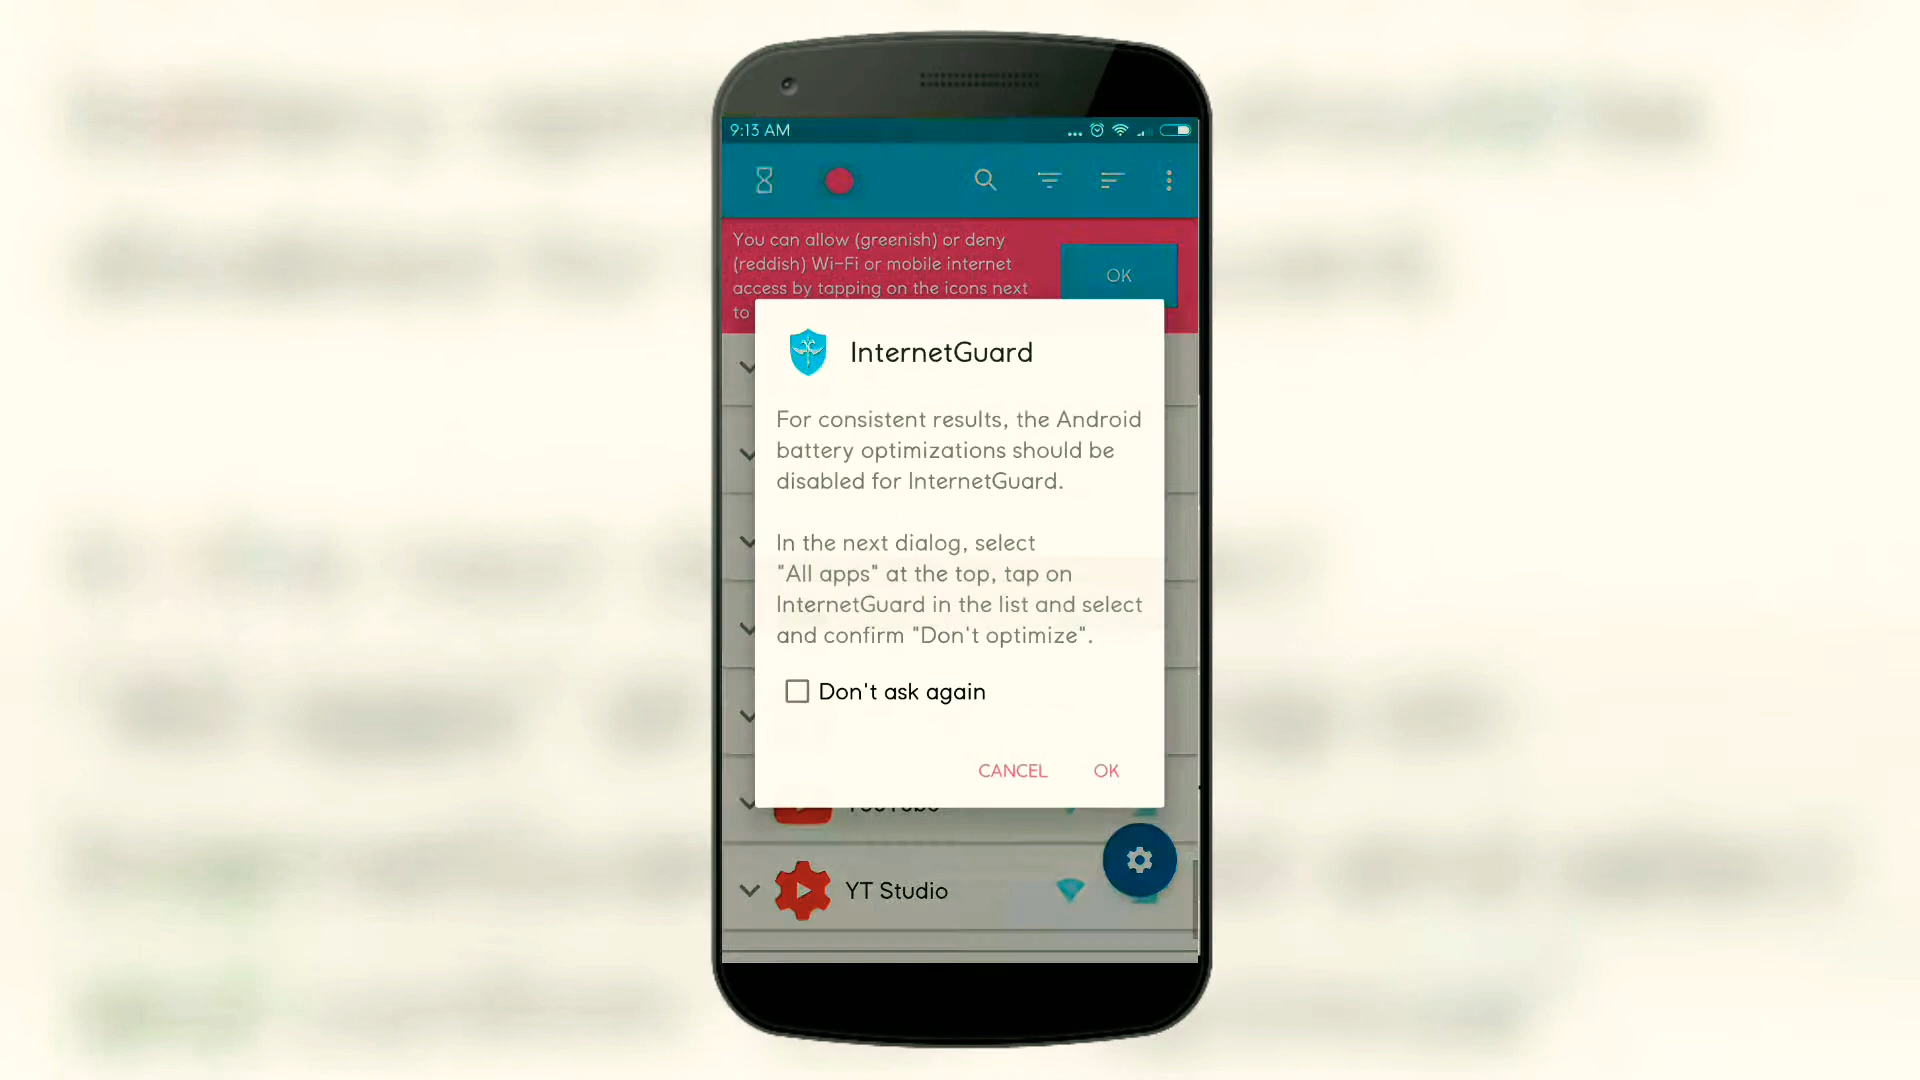 9:13 AM
You can allow (greenish) or deny
(reddish) Wi-Fi or mobile internet
access by tapping on the icons next
to
OK
InternetGuard
For consistent results, the Android
battery optimizations should be
disabled for InternetGuard.
In the next dialog, select
"All apps" at the top, tap on
InternetGuard in the list and select
and confirm "Don't optimize".
Don't ask again
CANCEL OK
YT Studio